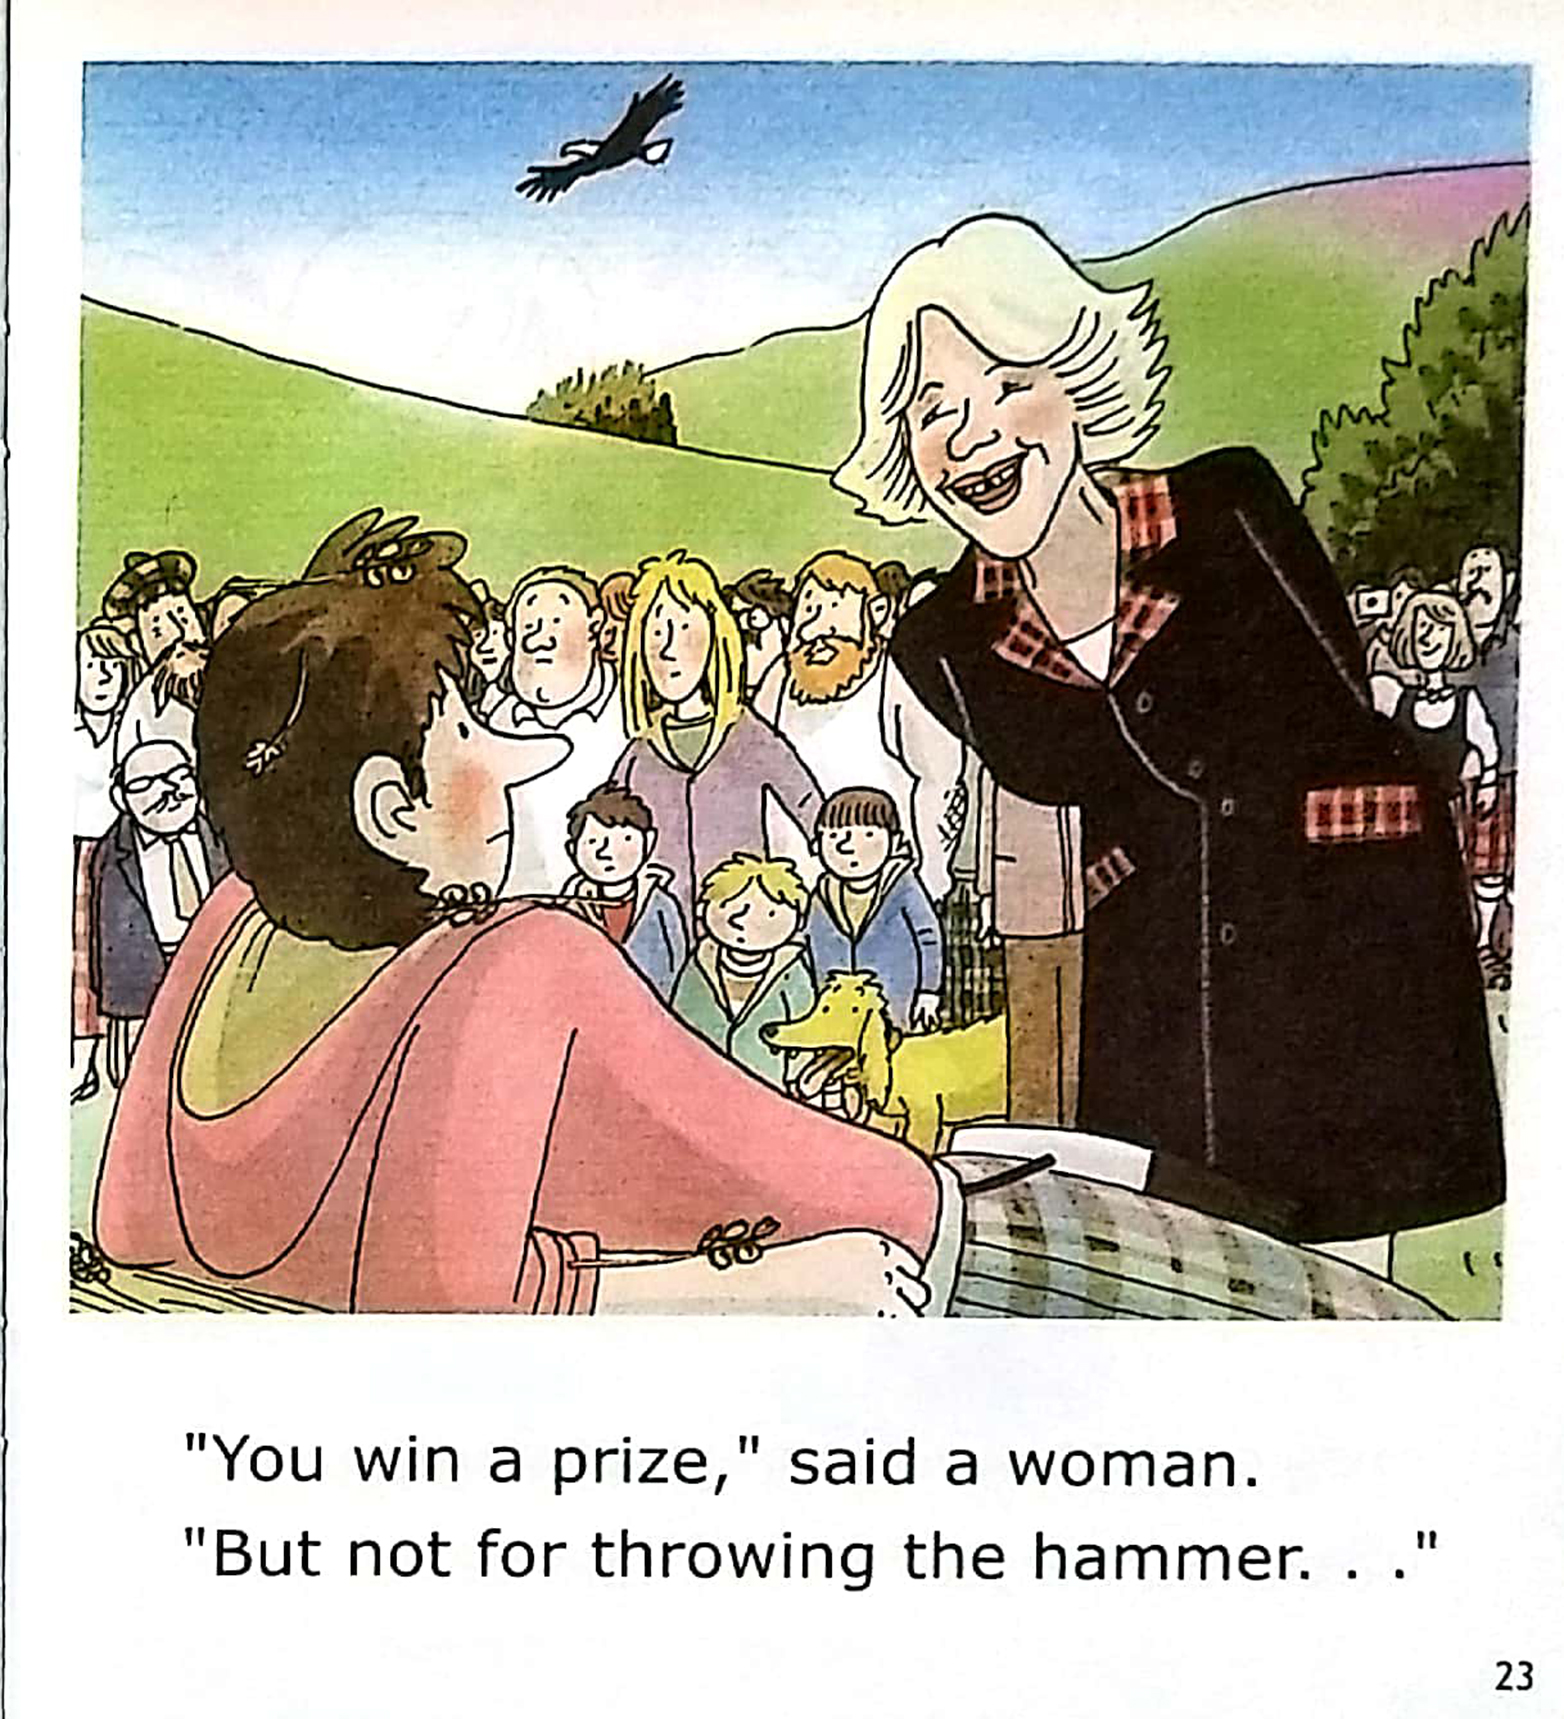 "You win a prize," said a woman.
"But not for throwing the hammer. . ."
23